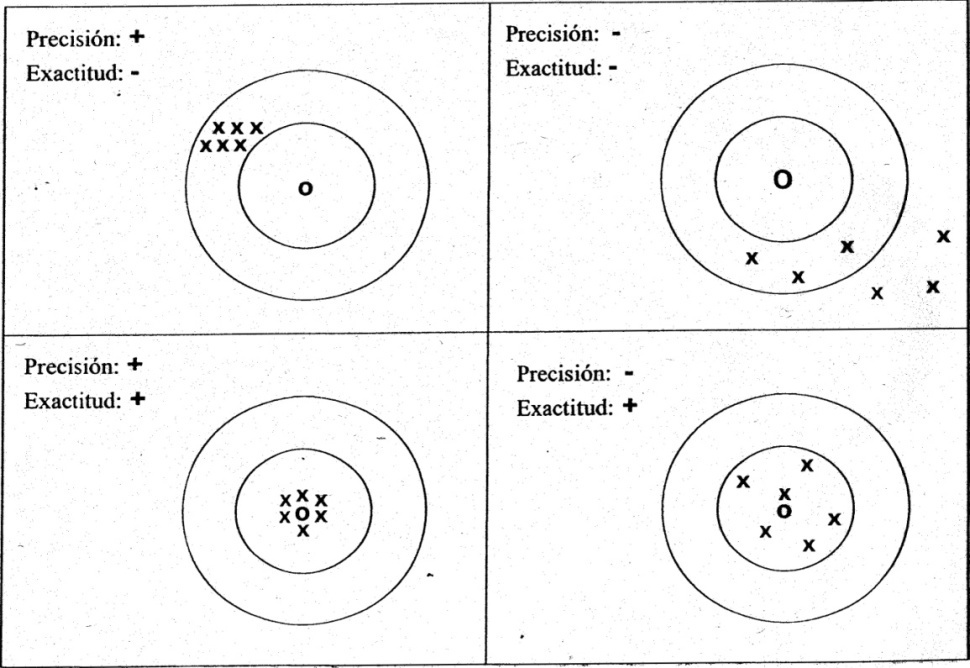 Precisión: +
Exactitud: -
x x x
x x x
o
Precisión: -
Exactitud: -
O
x
x
x
x
x
x
Precisión: +
Exactitud: +
x
x x
x o x
x
Precisión: -
Exactitud: +
x
x
x
o
x
x
x